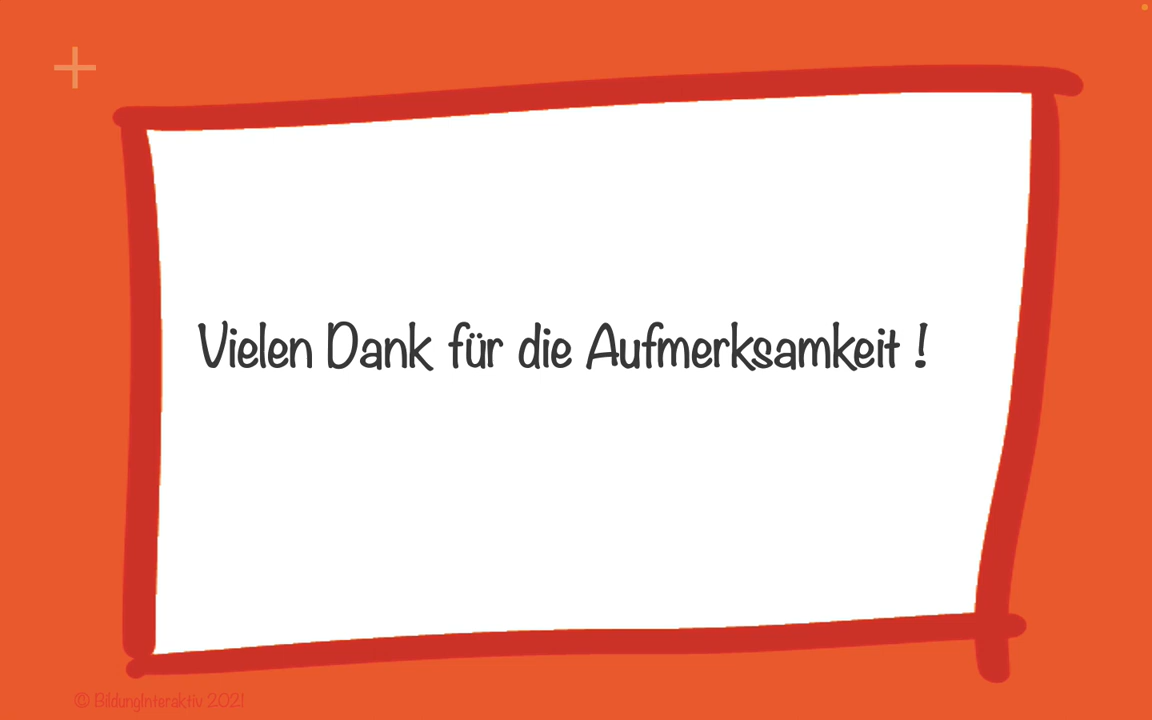 Vielen Dank für die Aufmerksamkeit !
© BildungInteraktiv 2021